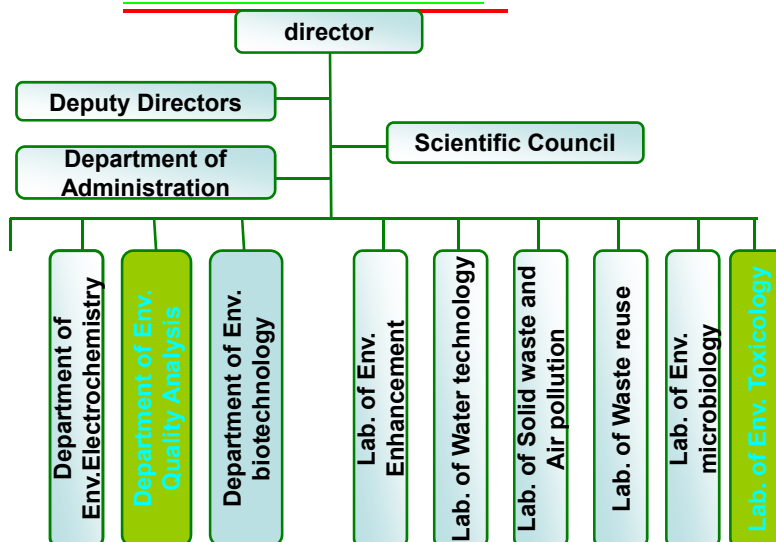 director
Deputy Directors
Scientific Council
Department of
Administration
Department of
Env.Electrochemistry
Department of Env.
Quality Analysis
Department of Env.
biotechnology
Lab. of Env.
Enhancement
Lab. of Water technology
Lab. of Solid waste and
Air pollution
Lab. of Waste reuse
Lab. of Env.
microbiology
Lab. of Env. Toxicology